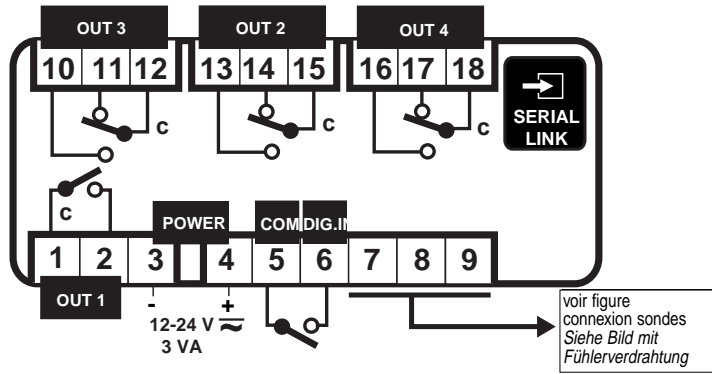 OUT 3 OUT 2 OUT 4
10 11 12 13 14 15 16 17 18
SERIAL
LINK
c c c
c
POWER COM DIG.IN
1 2 3 4 5 6 7 8 9
OUT 1
- +
12-24 V
3 VA
voir figure
connexion sondes
Siehe Bild mit
Fühlerverdrahtung